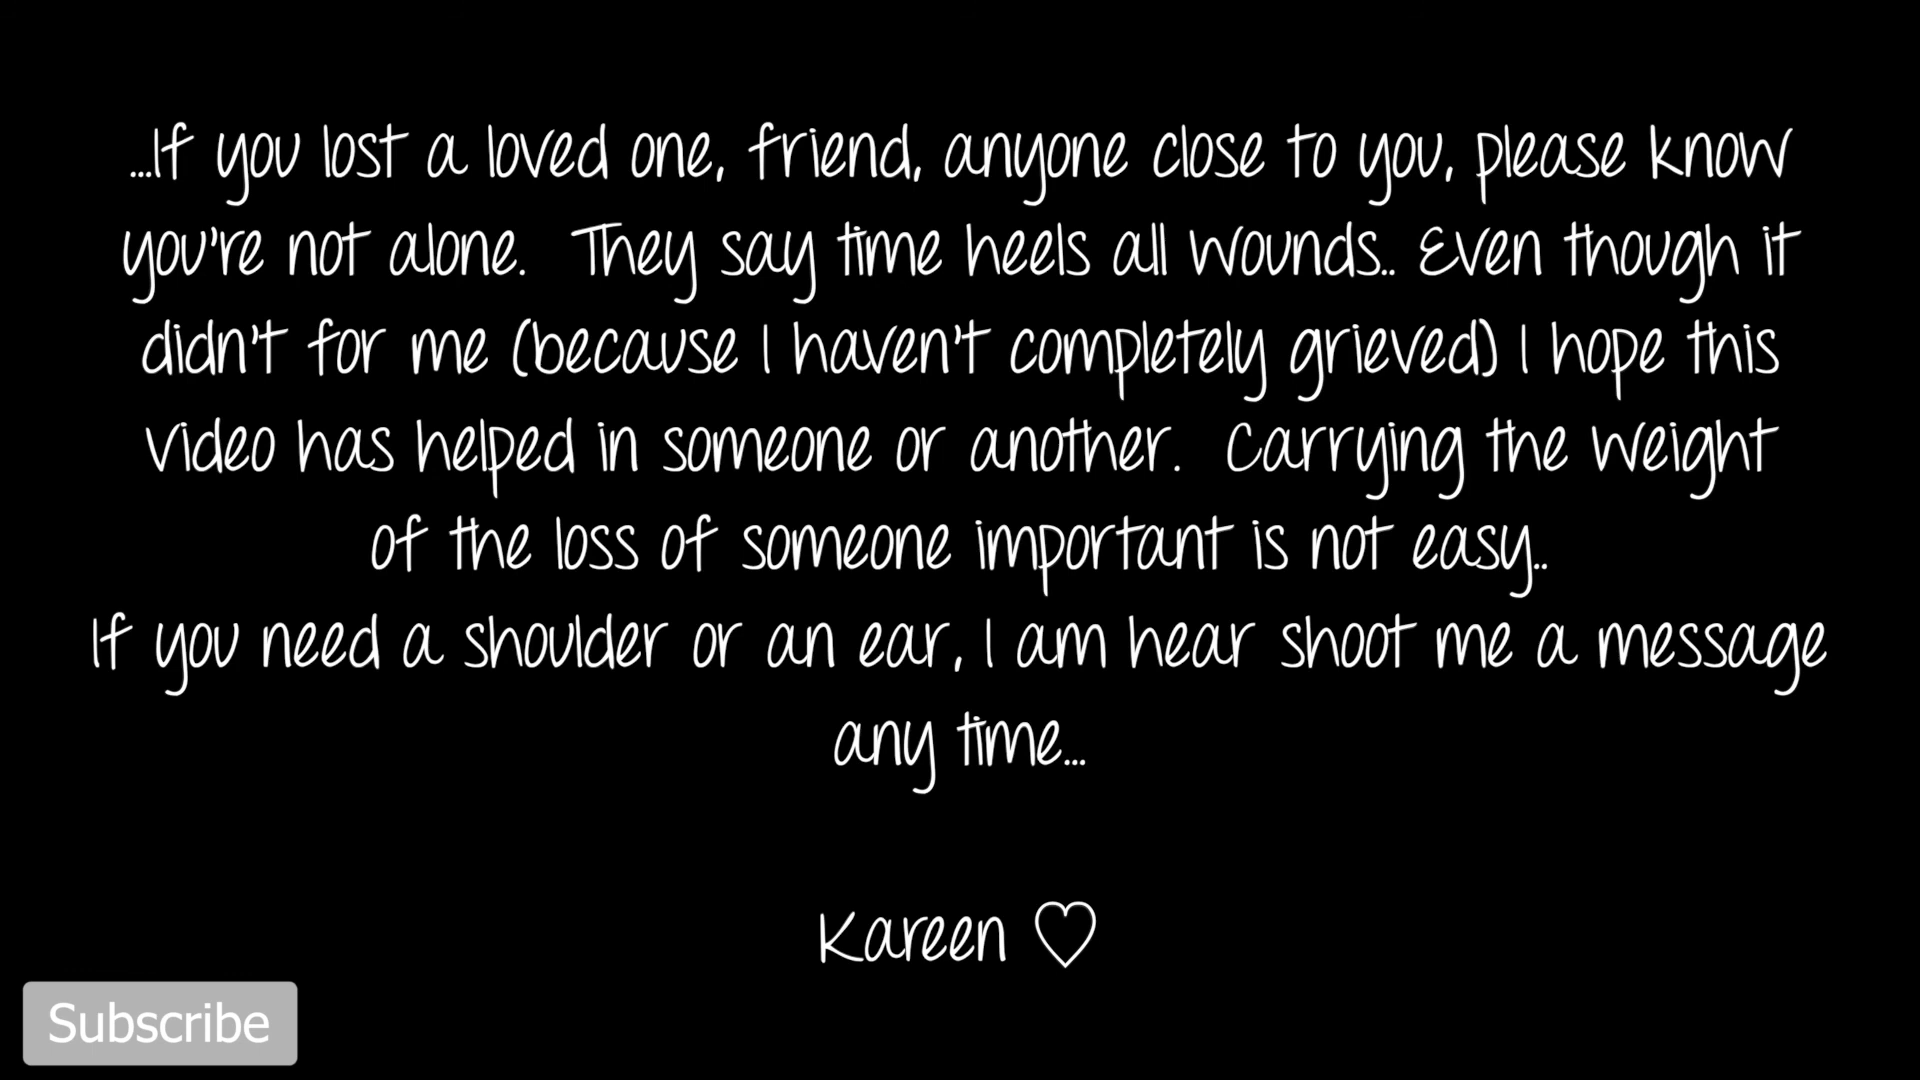 ...If you lost a loved one, friend, anyone close to you, please know
you're not alone. They say time heels all wounds.. Even though it
didn't for me (because I haven't completely grieved) I hope this
video has helped in someone or another. Carrying the weight
of the loss of someone important is not easy..
If you need a shoulder or an ear, I am hear shoot me a message
any time...
Kareen ♡
Subscribe